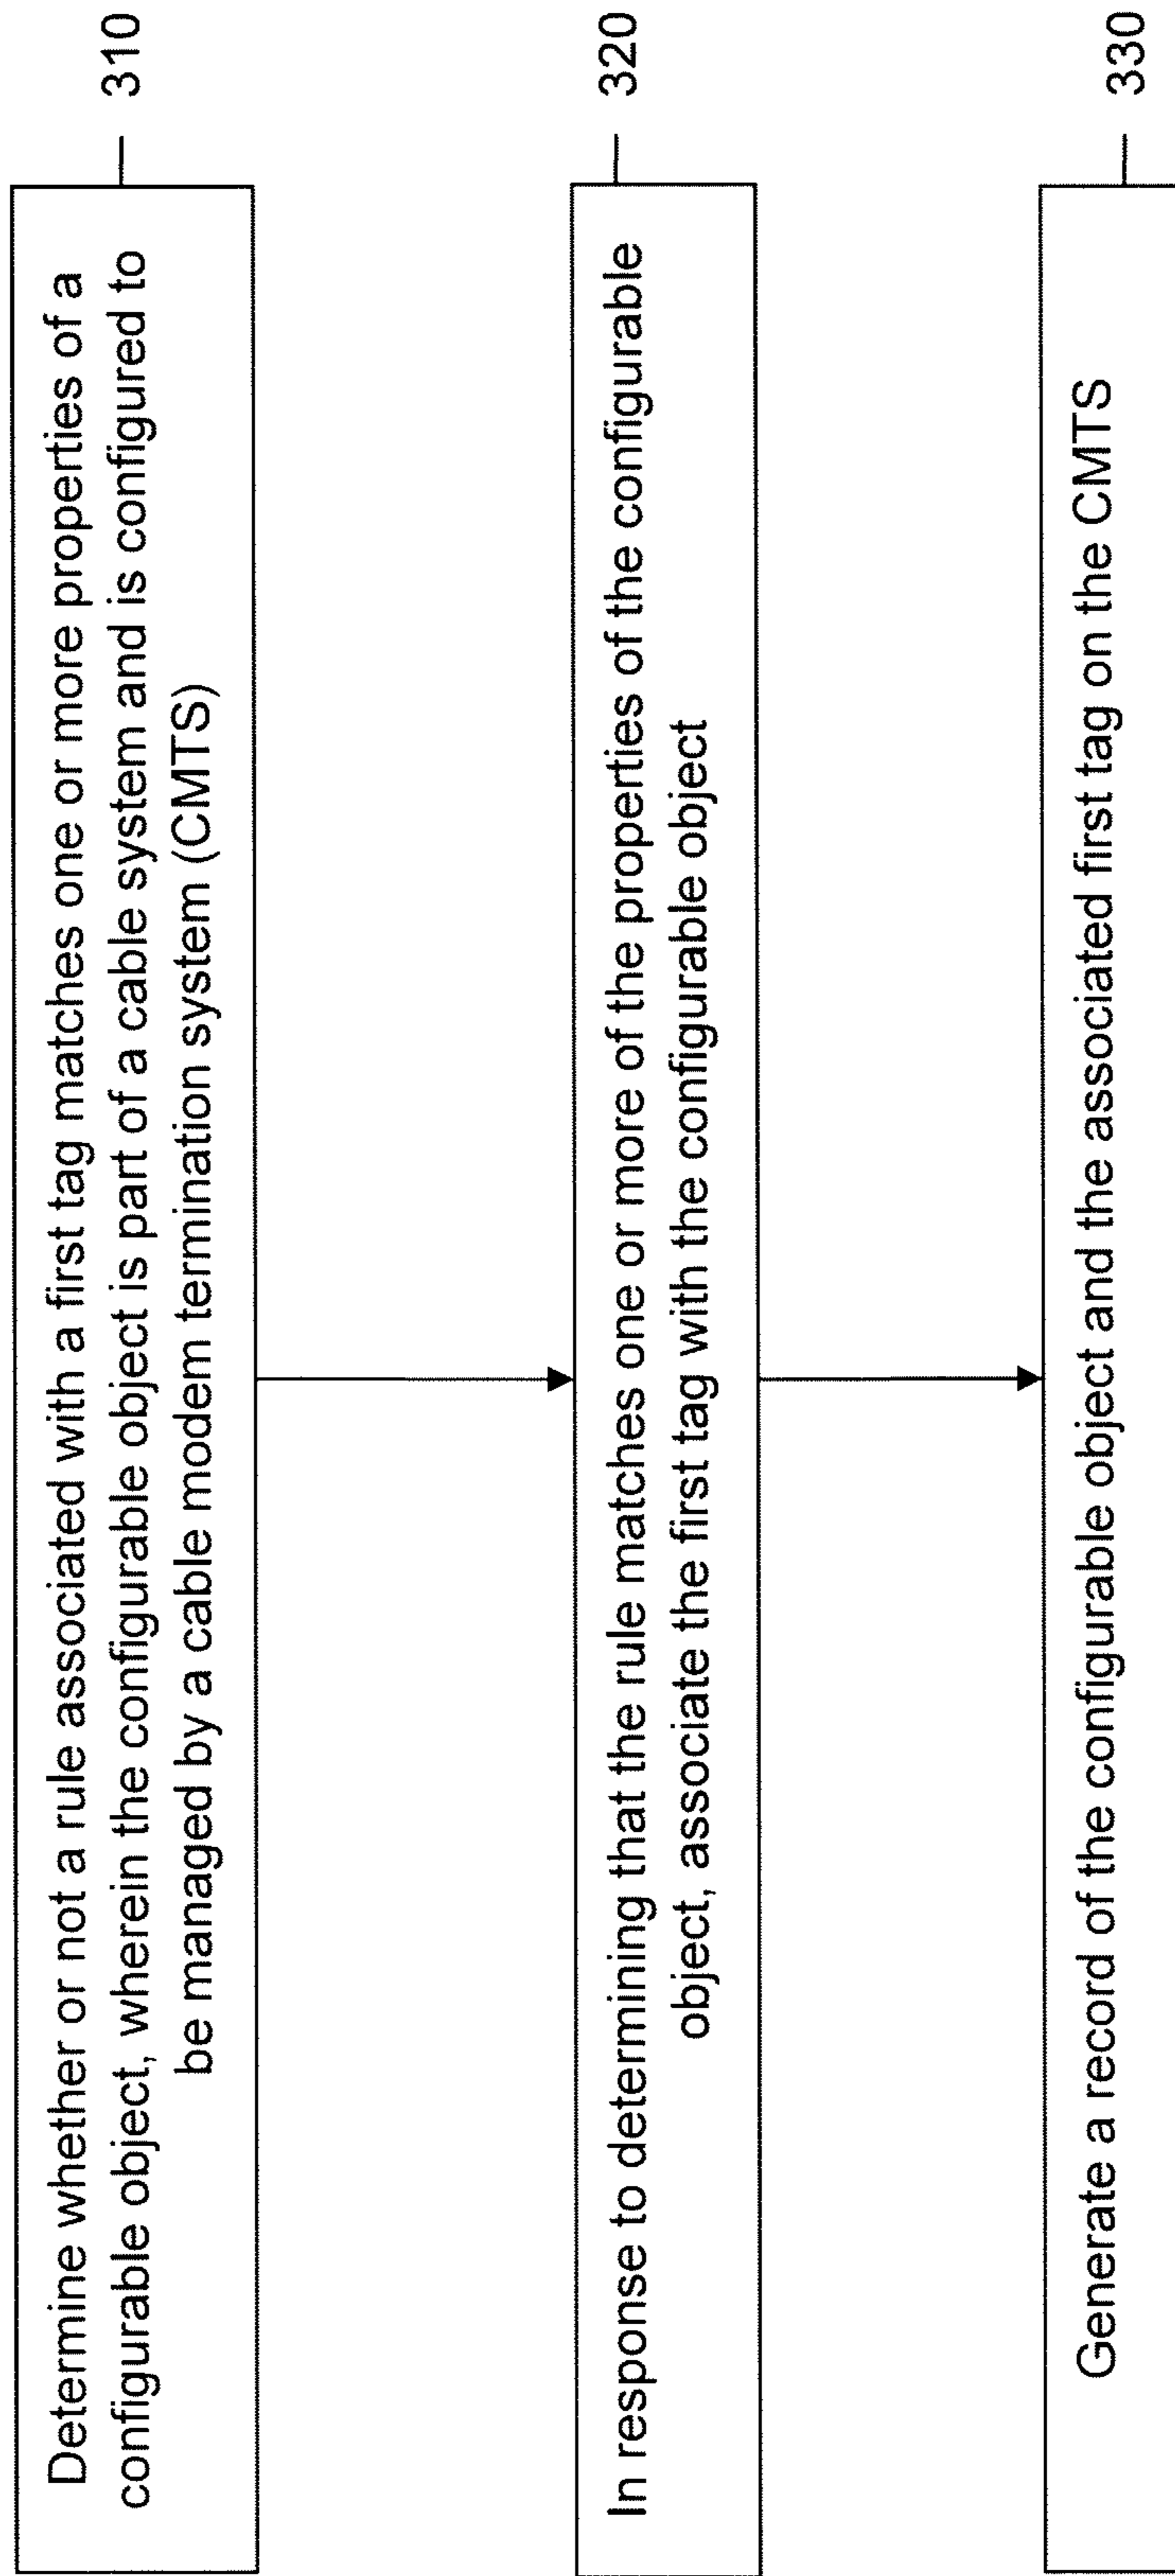 Determine whether or not a rule associated with a first tag matches one or more properties of a
configurable object, wherein the configurable object is part of a cable system and is configured to
be managed by a cable modem termination system (CMTS)
310
In response to determining that the rule matches one or more of the properties of the configurable
object, associate the first tag with the configurable object
320
Generate a record of the configurable object and the associated first tag on the CMTS
330